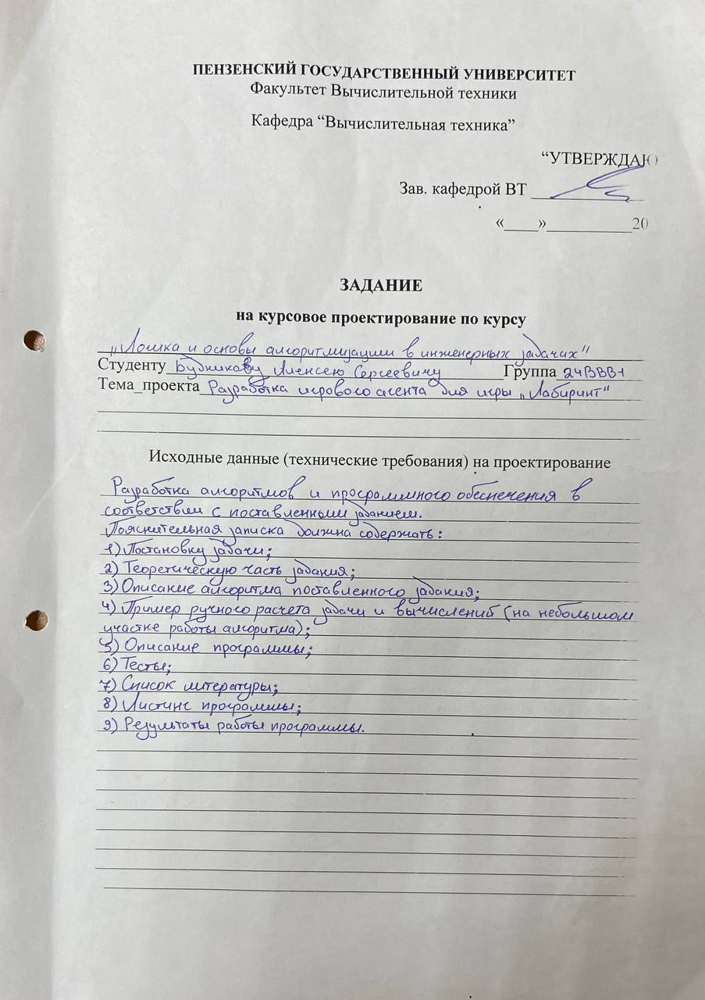 ПЕНЗЕНСКИЙ ГОСУДАРСТВЕННЫЙ УНИВЕРСИТЕТ
Факультет Вычислительной техники
Кафедра “Вычислительная техника”
“УТВЕРЖДАЮ
Зав. кафедрой ВТ ____________
«____»__________20
ЗАДАНИЕ
на курсовое проектирование по курсу
„Логика и основы алгоритмизации в инженерных задачах"
Студенту Будникову Алексею Сергеевичу Группа 24ВВВ1
Тема проекта Разработка игрового агента для игры „Лабиринт"
Исходные данные (технические требования) на проектирование
Разработка алгоритмов и программного обеспечения в
соответствии с поставленным заданием.
Пояснительная записка должна содержать:
1) Постановку задачи;
2) Теоретическую часть задания;
3) Описание алгоритма поставленного задания;
4) Пример ручного расчета задачи и вычислений (на небольшом
участке работы алгоритма);
5) Описание программы;
6) Тесты;
7) Список литературы;
8) Листинг программы;
9) Результаты работы программы.